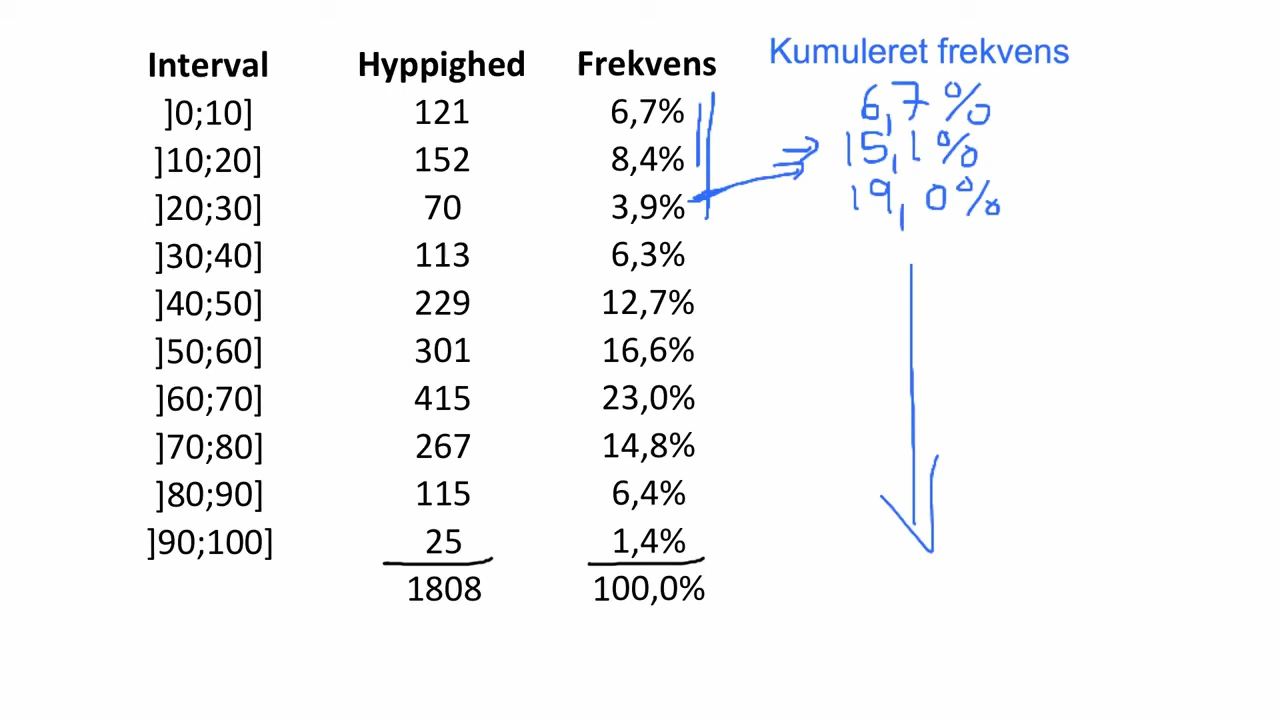 Interval Hyppighed Frekvens Kumuleret frekvens
]0;10] 121 6,7% 6,7%
]10;20] 152 8,4% 15,1%
]20;30] 70 3,9% 19,0%
]30;40] 113 6,3%
]40;50] 229 12,7%
]50;60] 301 16,6%
]60;70] 415 23,0%
]70;80] 267 14,8%
]80;90] 115 6,4%
]90;100] 25 1,4%
1808 100,0%